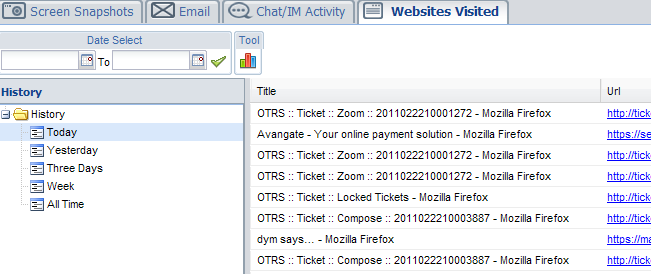 Screen Snapshots Email Chat/IM Activity Websites Visited
Date Select Tool
To
History Title Url
History OTRS :: Ticket :: Zoom :: 2011022210001272 - Mozilla Firefox http://ticke
Today Avangate - Your online payment solution - Mozilla Firefox https://se
Yesterday OTRS :: Ticket :: Zoom :: 2011022210001272 - Mozilla Firefox http://tick
Three Days OTRS :: Ticket :: Zoom :: 2011022210001272 - Mozilla Firefox http://tick
Week OTRS :: Ticket :: Locked Tickets - Mozilla Firefox http://tick
All Time OTRS :: Ticket :: Compose :: 2011022210003887 - Mozilla Firefox http://tick
dym says... - Mozilla Firefox https://ma
OTRS :: Ticket :: Compose :: 2011022210003887 - Mozilla Firefox http://tick